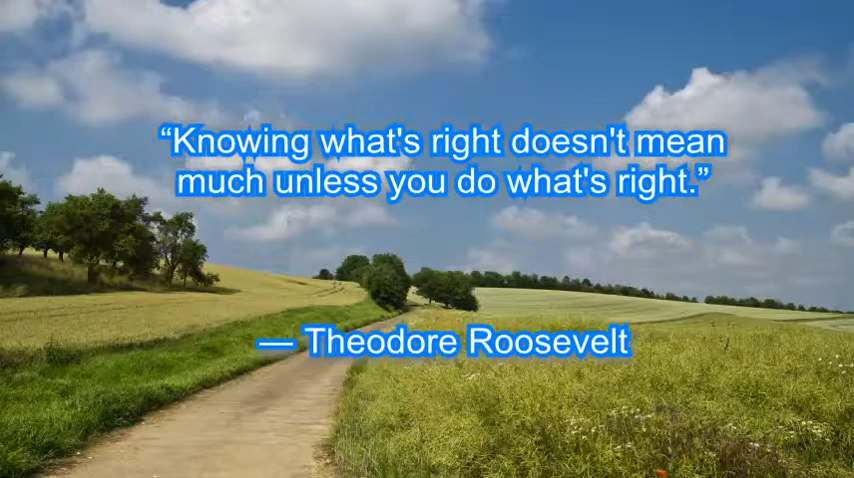 “Knowing what's right doesn't mean
much unless you do what's right.”
— Theodore Roosevelt